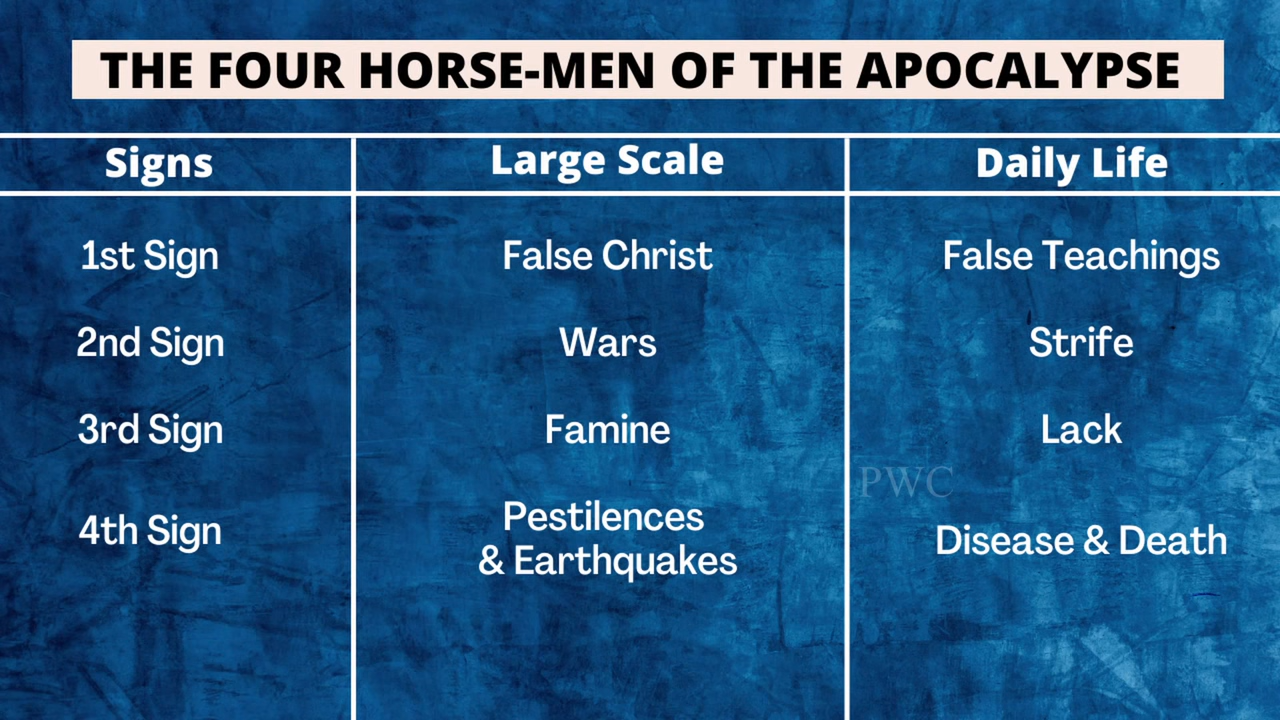 THE FOUR HORSE-MEN OF THE APOCALYPSE
Signs Large Scale Daily Life
1st Sign False Christ False Teachings
2nd Sign Wars Strife
3rd Sign Famine Lack
PWC
4th Sign Pestilences & Earthquakes Disease & Death